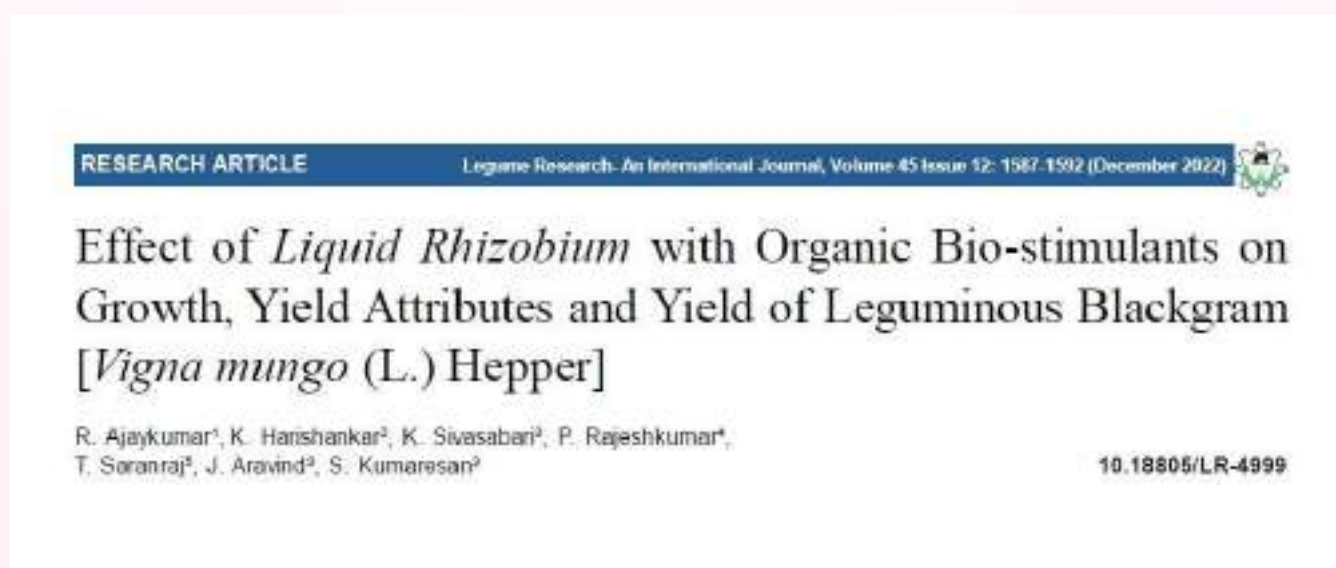 RESEARCH ARTICLE
Legume Research- An International Journal, Volume 45 Issue 12: 1587-1592 (December 2022)
Effect of Liquid Rhizobium with Organic Bio-stimulants on
Growth, Yield Attributes and Yield of Leguminous Blackgram
[Vigna mungo (L.) Hepper]
R. Ajaykumar¹, K. Harishankar², K. Sivasabari³, P. Rajeshkumar⁴,
T. Saranraj⁵, J. Aravind³, S. Kumaresan³
10.18805/LR-4999